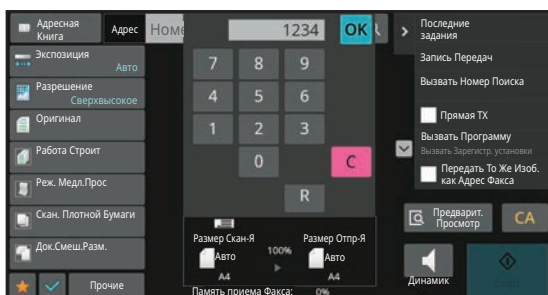 Адресная
Книга
Адрес
Номе
1234
OK
Последние
задания
Экспозиция
Авто
Запись Передач
Разрешение
Сверхвысокое
Вызвать Номер Поиска
7 8 9
4 5 6
1 2 3
0
C
R
Оригинал
Прямая TX
Работа Строит
Вызвать Программу
Вызвать Зарегистр. установки
Реж. Медл.Прос
Передать То Же Изоб.
как Адрес Факса
Скан. Плотной Бумаги
Предварит.
Просмотр
CA
Док.Смеш.Разм.
Размер Скан-Я
Размер Отпр-Я
Авто
100%
Авто
A4
A4
Прочие
Память приема Факса: 0%
Динамик